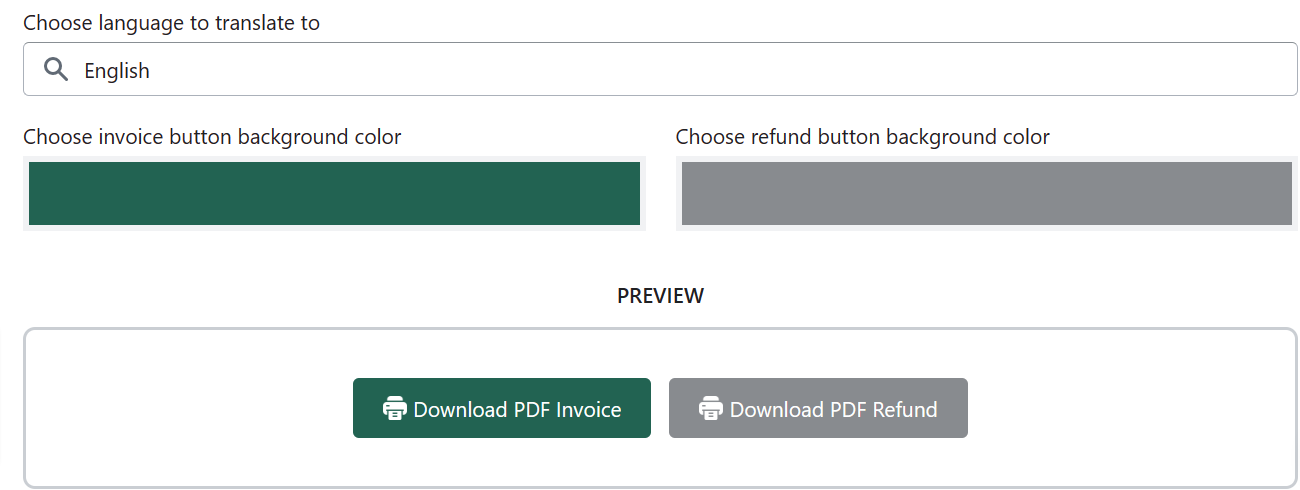 Choose language to translate to
English
Choose invoice button background color
Choose refund button background color
PREVIEW
Download PDF Invoice
Download PDF Refund